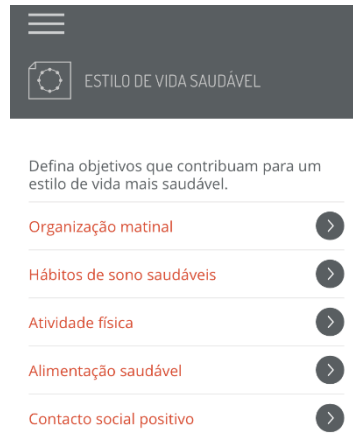 ESTILO DE VIDA SAUDÁVEL
Defina objetivos que contribuam para um
estilo de vida mais saudável.
Organização matinal
Hábitos de sono saudáveis
Atividade física
Alimentação saudável
Contacto social positivo